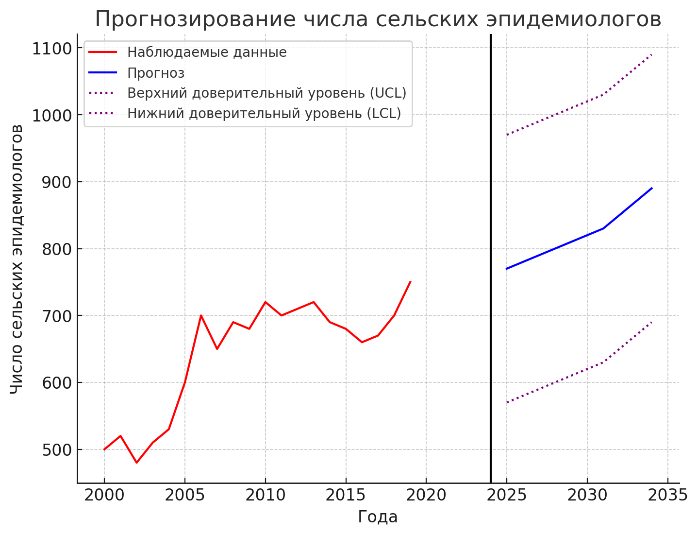 Прогнозирование числа сельских эпидемиологов
Наблюдаемые данные
Прогноз
Верхний доверительный уровень (UCL)
Нижний доверительный уровень (LCL)
Число сельских эпидемиологов
1100
1000
900
800
700
600
500
2000 2005 2010 2015 2020 2025 2030 2035
Года